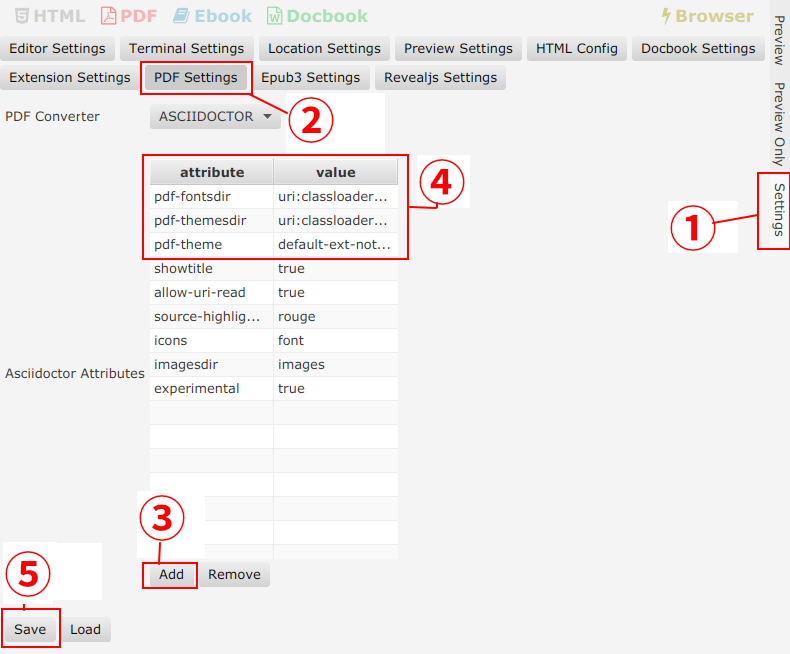 HTML PDF Ebook Docbook Browser
Editor Settings Terminal Settings Location Settings Preview Settings HTML Config Docbook Settings
Extension Settings PDF Settings Epub3 Settings Revealjs Settings
Preview
Preview Only
Settings
1
2
PDF Converter ASCIIDOCTOR
4
attribute value
pdf-fontsdir uri:classloader...
pdf-themesdir uri:classloader...
pdf-theme default-ext-not...
showtitle true
allow-uri-read true
source-highlig... rouge
icons font
imagesdir images
Asciidoctor Attributes
experimental true
3
Add Remove
5
Save Load